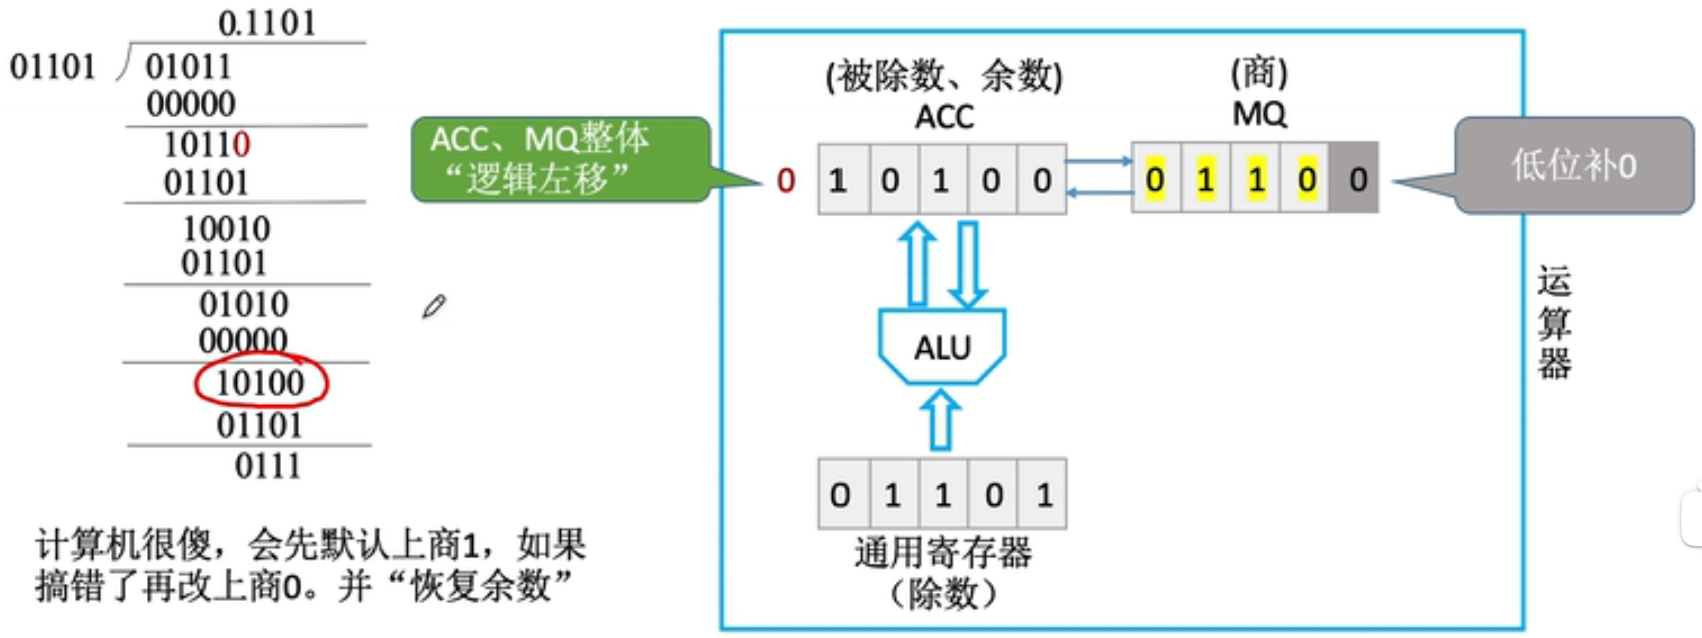 0.1101
01101
01011
00000
10110
01101
10010
01101
01010
00000
10100
01101
0111
计算机很傻，会先默认上商1，如果
搞错了再改上商0。并“恢复余数”
ACC、MQ整体
“逻辑左移”
(被除数、余数)
ACC
(商)
MQ
0 1 0 1 0 0
0 1 1 0 0
低位补0
ALU
0 1 1 0 1
通用寄存器
（除数）
运
算
器